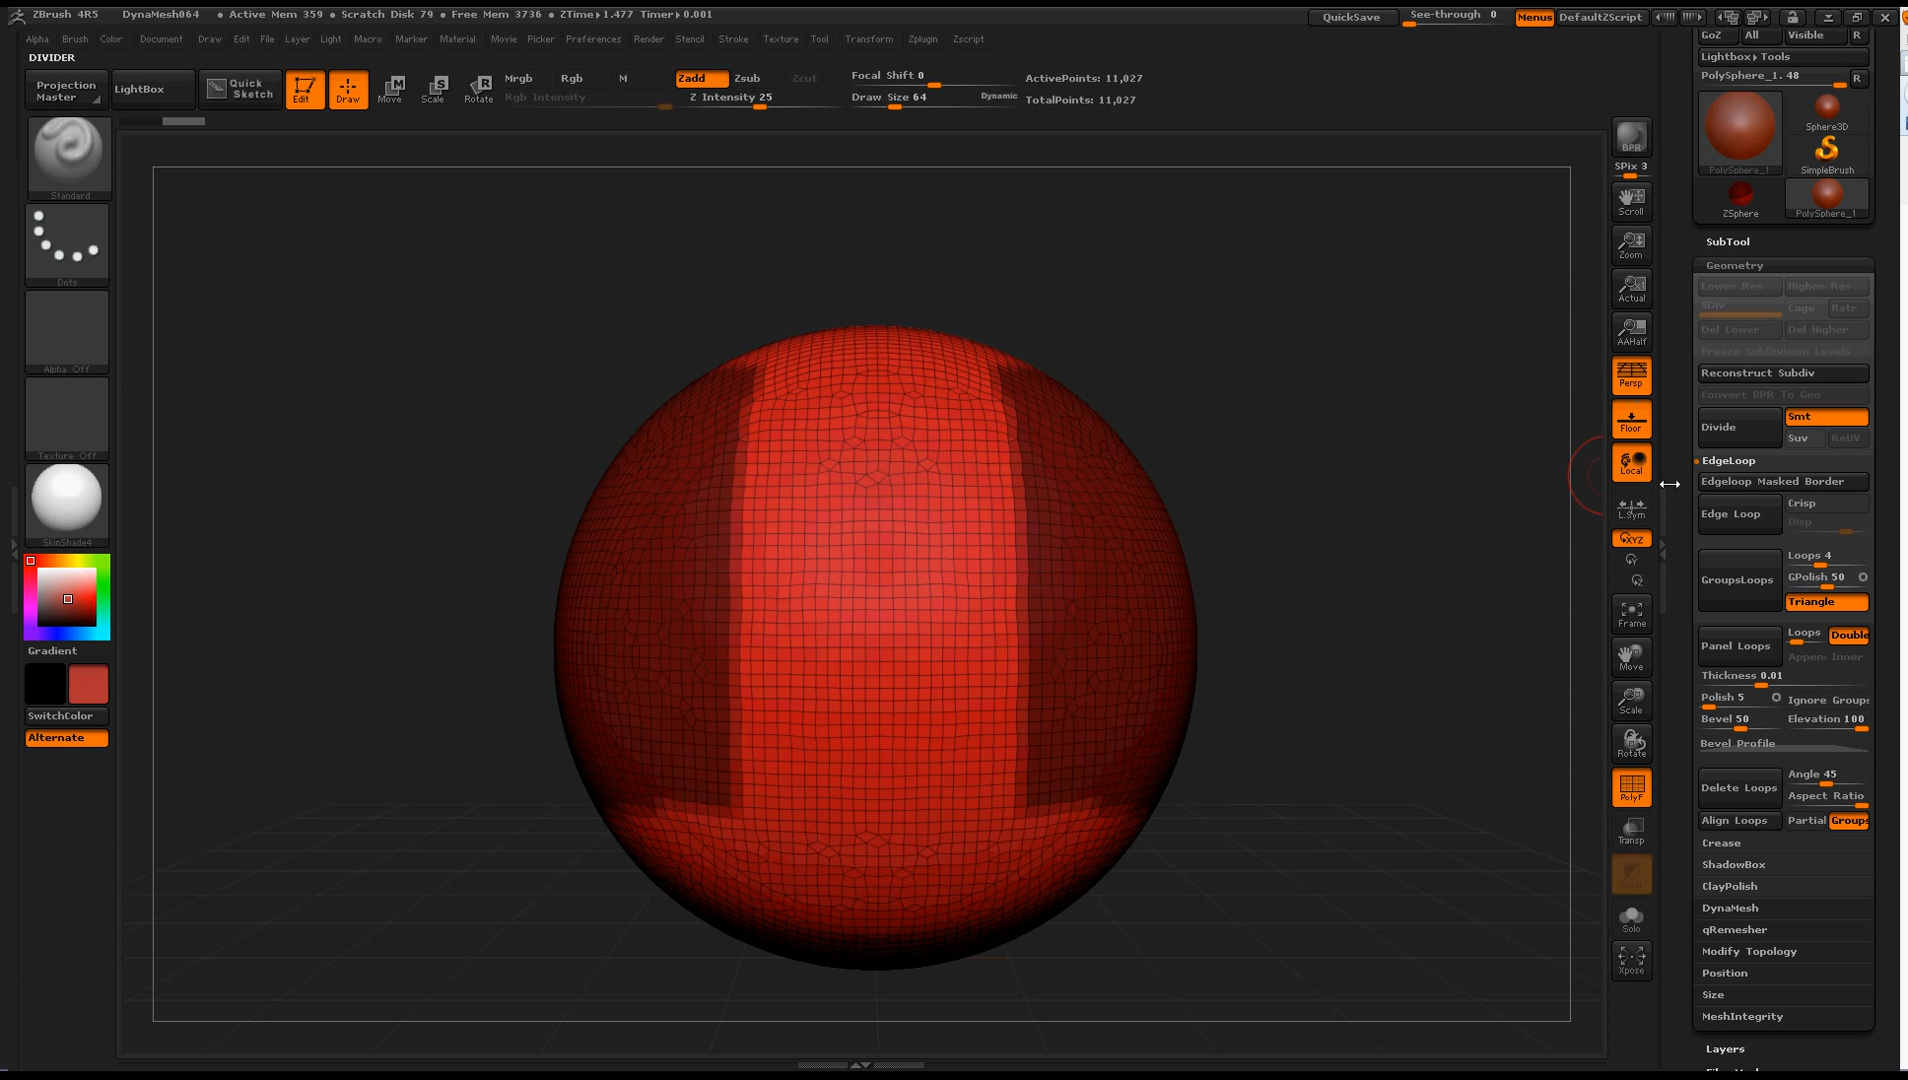 ZBrush 4R5 DynaMesh064 • Active Mem 359 • Scratch Disk 79 • Free Mem 3736 • ZTime▸1.477 Timer▸0.001
QuickSave See-through 0 Menus DefaultZScript
Alpha Brush Color Document Draw Edit File Layer Light Macro Marker Material Movie Picker Preferences Render Stencil Stroke Texture Tool Transform Zplugin Zscript
DIVIDER
Projection Master
LightBox
Quick Sketch
Edit
Draw
Move
Scale
Rotate
Mrgb Rgb M Zadd Zsub Zcut
Rgb Intensity Z Intensity 25
Focal Shift 0
Draw Size 64 Dynamic
ActivePoints: 11,027
TotalPoints: 11,027
Standard
Dots
Alpha Off
Texture Off
SkinShade4
Gradient
SwitchColor
Alternate
BPR
SPix 3
Scroll
Zoom
Actual
AAHalf
Persp
Floor
Local
L.Sym
XYZ
Y
Z
Frame
Move
Scale
Rotate
PolyF
Transp
Solo
Xpose
GoZ All Visible R
Lightbox▸Tools
PolySphere_1. 48 R
PolySphere_1
Sphere3D
SimpleBrush
ZSphere
PolySphere_1
SubTool
Geometry
Lower Res Higher Res
SDiv Cage Rstr
Del Lower Del Higher
Freeze SubDivision Levels
Reconstruct Subdiv
Convert BPR To Geo
Divide Smt
Suv ReUV
EdgeLoop
Edgeloop Masked Border
Edge Loop Crisp
Disp
GroupsLoops Loops 4
GPolish 50
Triangle
Panel Loops Loops Double
Appen Inner
Thickness 0.01
Polish 5 Ignore Groups
Bevel 50 Elevation 100
Bevel Profile
Delete Loops Angle 45
Aspect Ratio
Align Loops Partial Groups
Crease
ShadowBox
ClayPolish
DynaMesh
qRemesher
Modify Topology
Position
Size
MeshIntegrity
Layers